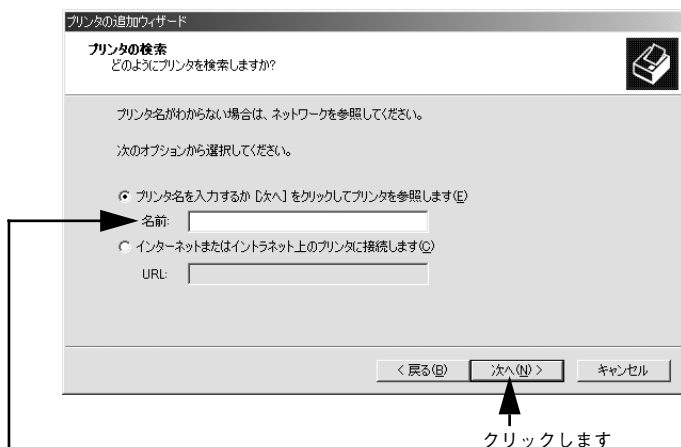 プリンタの追加ウィザード
プリンタの検索
どのようにプリンタを検索しますか?
プリンタ名がわからない場合は、ネットワークを参照してください。
次のオプションから選択してください。
プリンタ名を入力するか [次へ] をクリックしてプリンタを参照します(E)
名前:
インターネットまたはイントラネット上のプリンタに接続します(C)
URL:
< 戻る(B)
次へ(N) >
キャンセル
クリックします